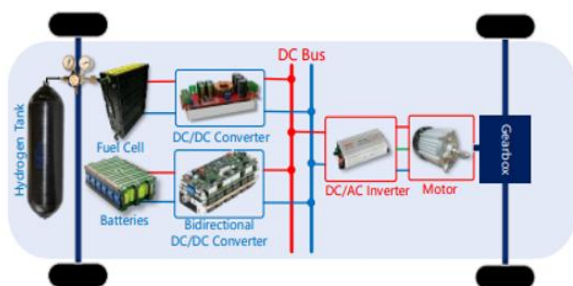 DC Bus
Hydrogen Tank
Fuel Cell
DC/DC Converter
Gearbox
DC/AC Inverter
Motor
Batteries
Bidirectional
DC/DC Converter